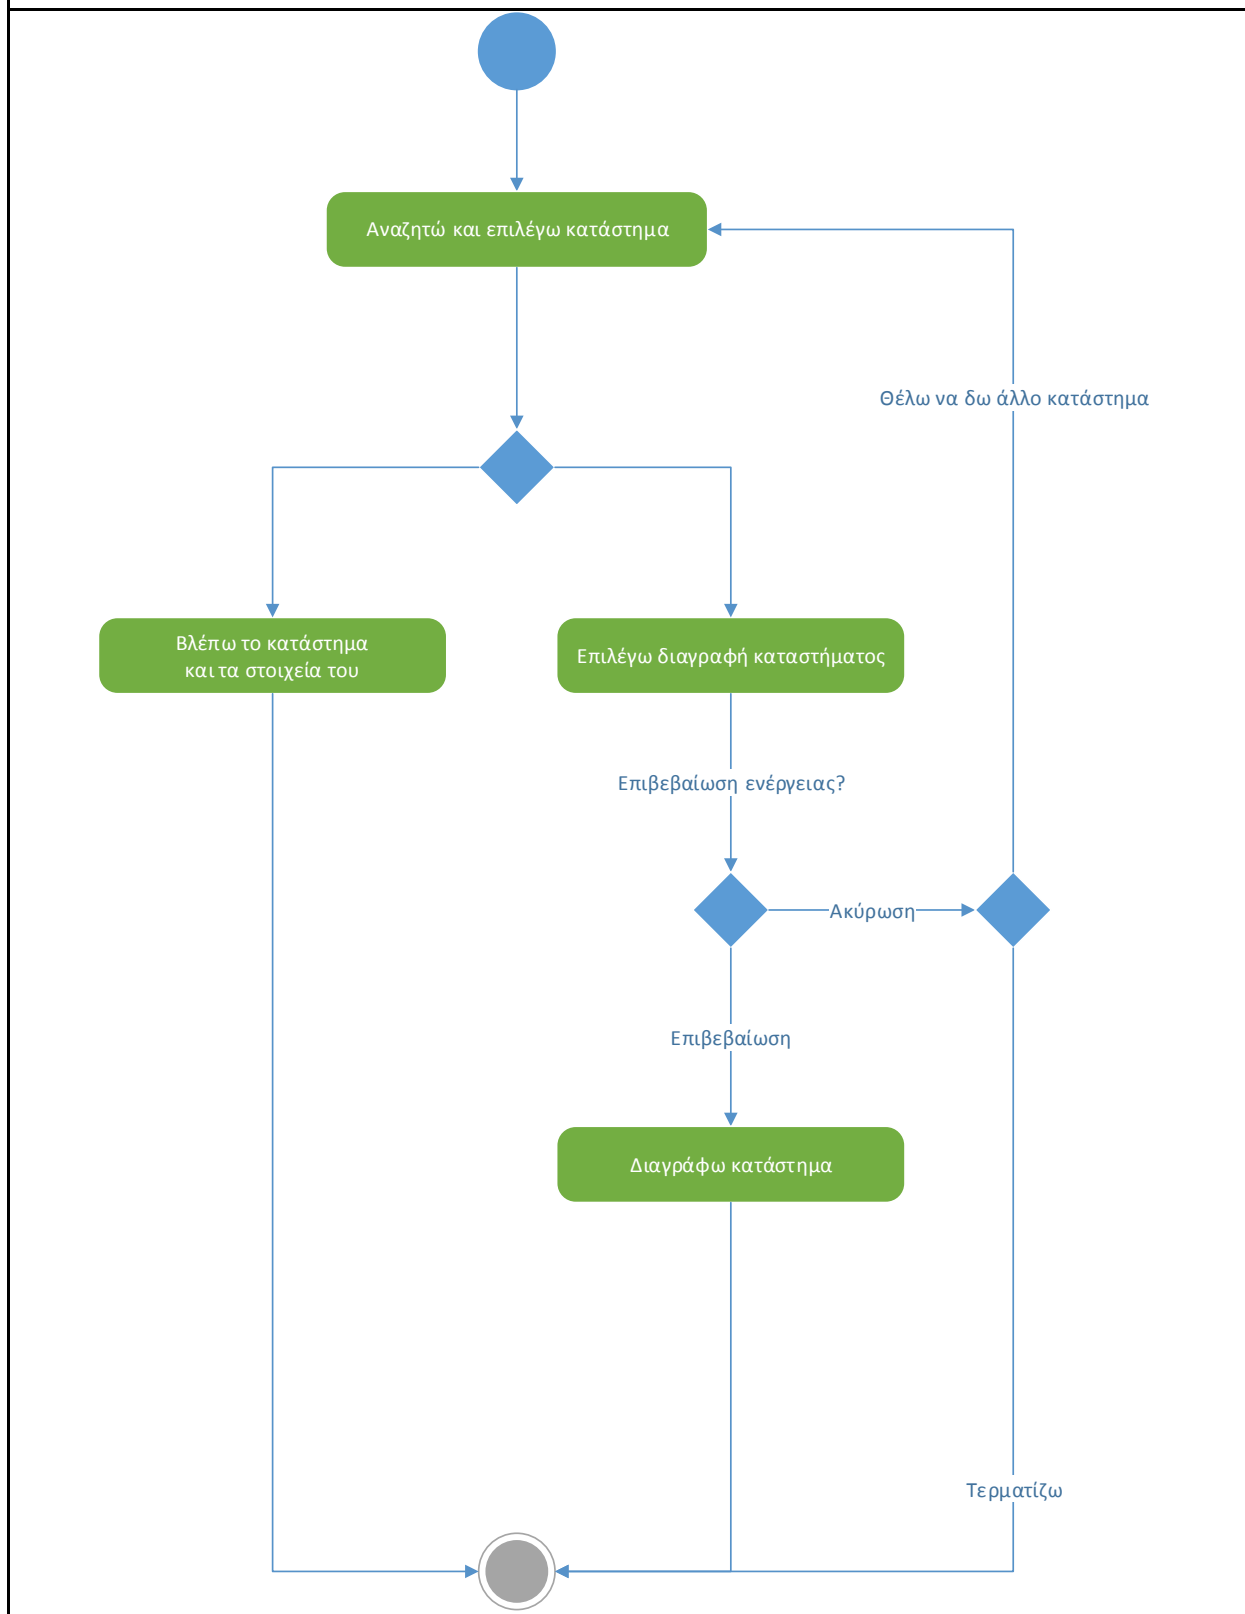 Αναζητώ και επιλέγω κατάστημα
Θέλω να δω άλλο κατάστημα
Βλέπω το κατάστημα
και τα στοιχεία του
Επιλέγω διαγραφή καταστήματος
Επιβεβαίωση ενέργειας?
Ακύρωση
Επιβεβαίωση
Διαγράφω κατάστημα
Τερματίζω